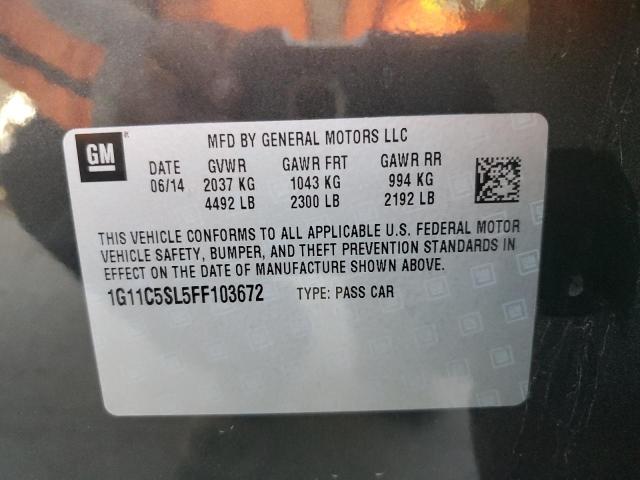 GM
MFD BY GENERAL MOTORS LLC
DATE GVWR GAWR FRT GAWR RR
06/14 2037 KG 1043 KG 994 KG
4492 LB 2300 LB 2192 LB
THIS VEHICLE CONFORMS TO ALL APPLICABLE U.S. FEDERAL MOTOR
VEHICLE SAFETY, BUMPER, AND THEFT PREVENTION STANDARDS IN
EFFECT ON THE DATE OF MANUFACTURE SHOWN ABOVE.
1G11C5SL5FF103672 TYPE: PASS CAR